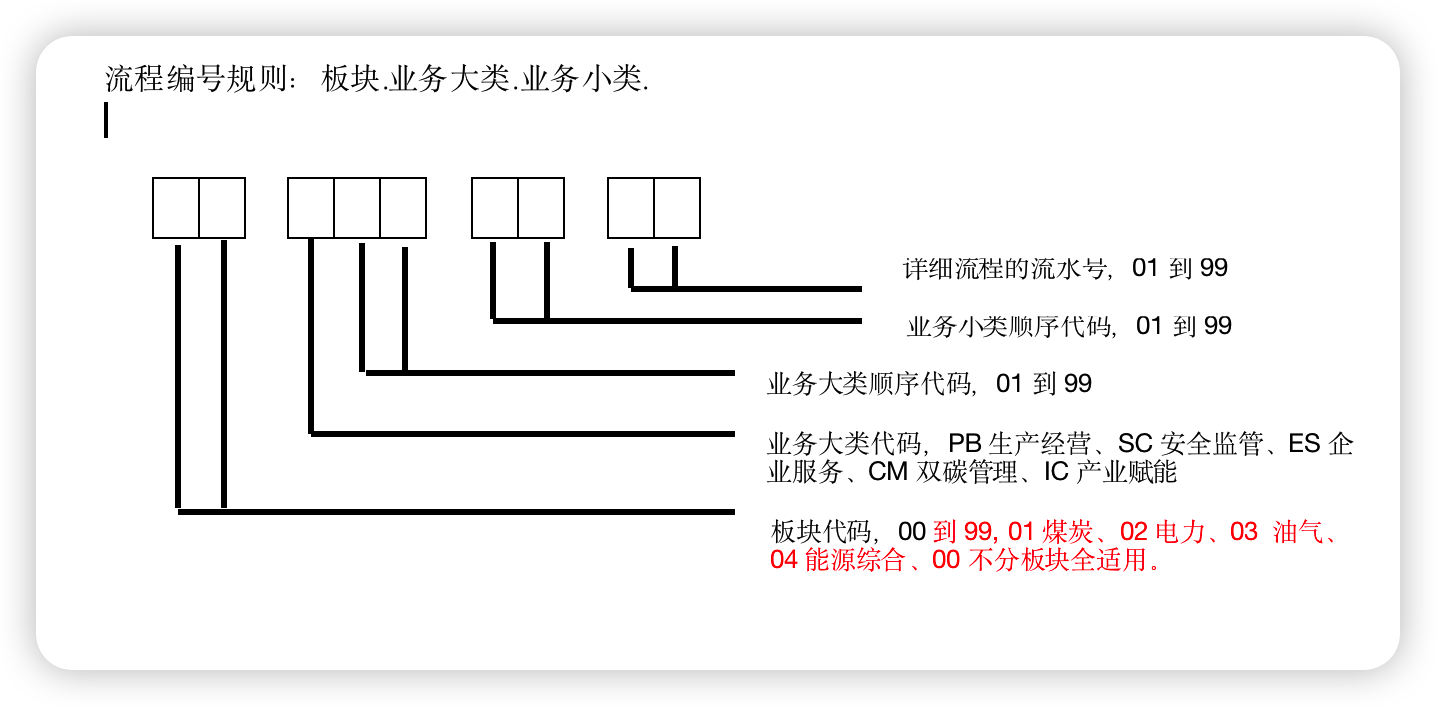 流程编号规则： 板块.业务大类.业务小类.
详细流程的流水号，01 到 99
业务小类顺序代码，01 到 99
业务大类顺序代码，01 到 99
业务大类代码，PB 生产经营、SC 安全监管、ES 企
业服务、CM 双碳管理、IC 产业赋能
板块代码，00 到 99, 01 煤炭、02 电力、03 油气、
04 能源综合、00 不分板块全适用。